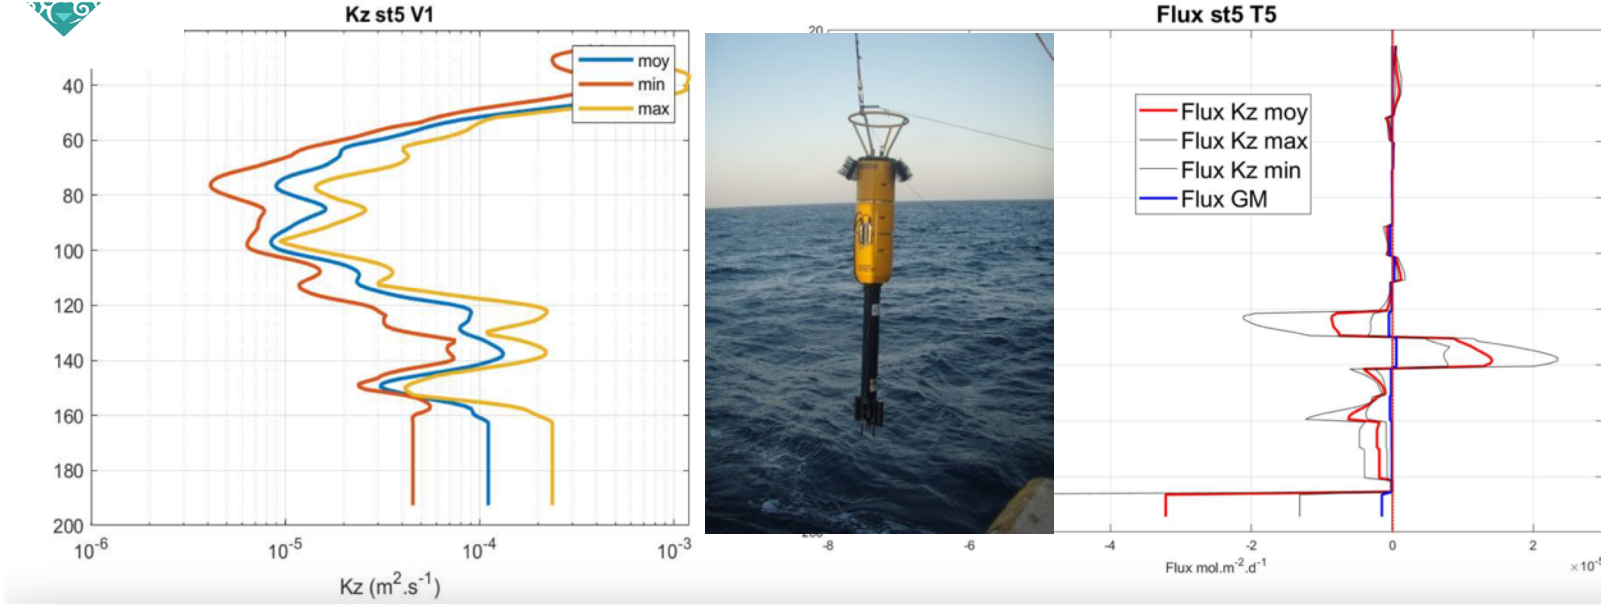 Kz st5 V1
moy
min
max
40
60
80
100
120
140
160
180
200
10-6
10-5
10-4
10-3
Kz (m2.s-1)
Flux st5 T5
20
Flux Kz moy
Flux Kz max
Flux Kz min
Flux GM
-8
-6
-4
-2
0
2
Flux mol.m-2.d-1